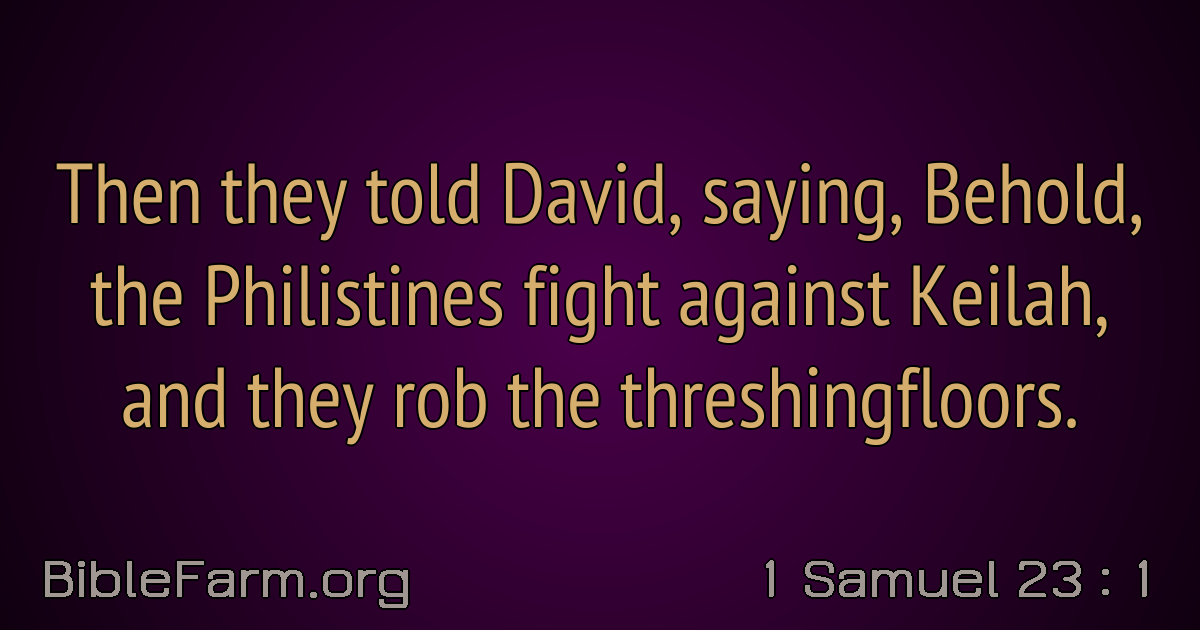 Then they told David, saying, Behold,
the Philistines fight against Keilah,
and they rob the threshingfloors.
BibleFarm.org
1 Samuel 23 : 1